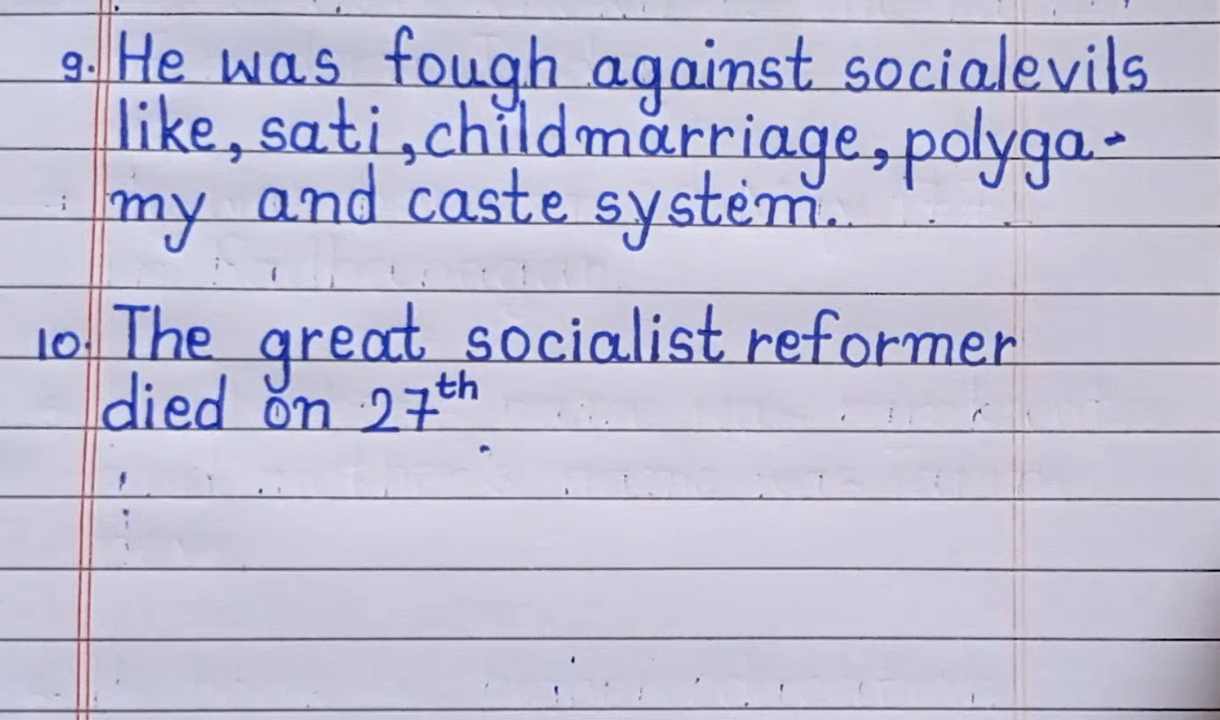 9. He was fough against socialevils
like, sati, childmarriage, polyga-
my and caste system.
10. The great socialist reformer
died on 27th